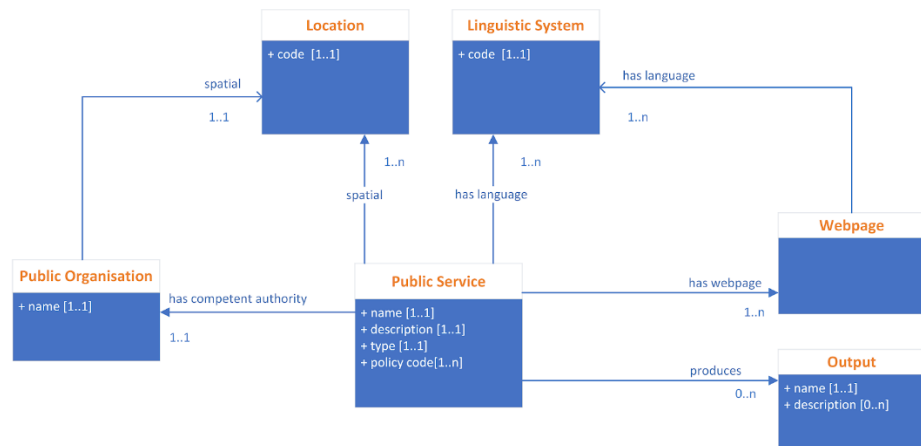 Location
+ code [1..1]
Linguistic System
+ code [1..1]
spatial
1..1
has language
1..n
1..n
spatial
1..n
has language
Webpage
Public Organisation
+ name [1..1]
has competent authority
1..1
Public Service
+ name [1..1]
+ description [1..1]
+ type [1..1]
+ policy code[1..n]
has webpage
1..n
produces
0..n
Output
+ name [1..1]
+ description [0..n]